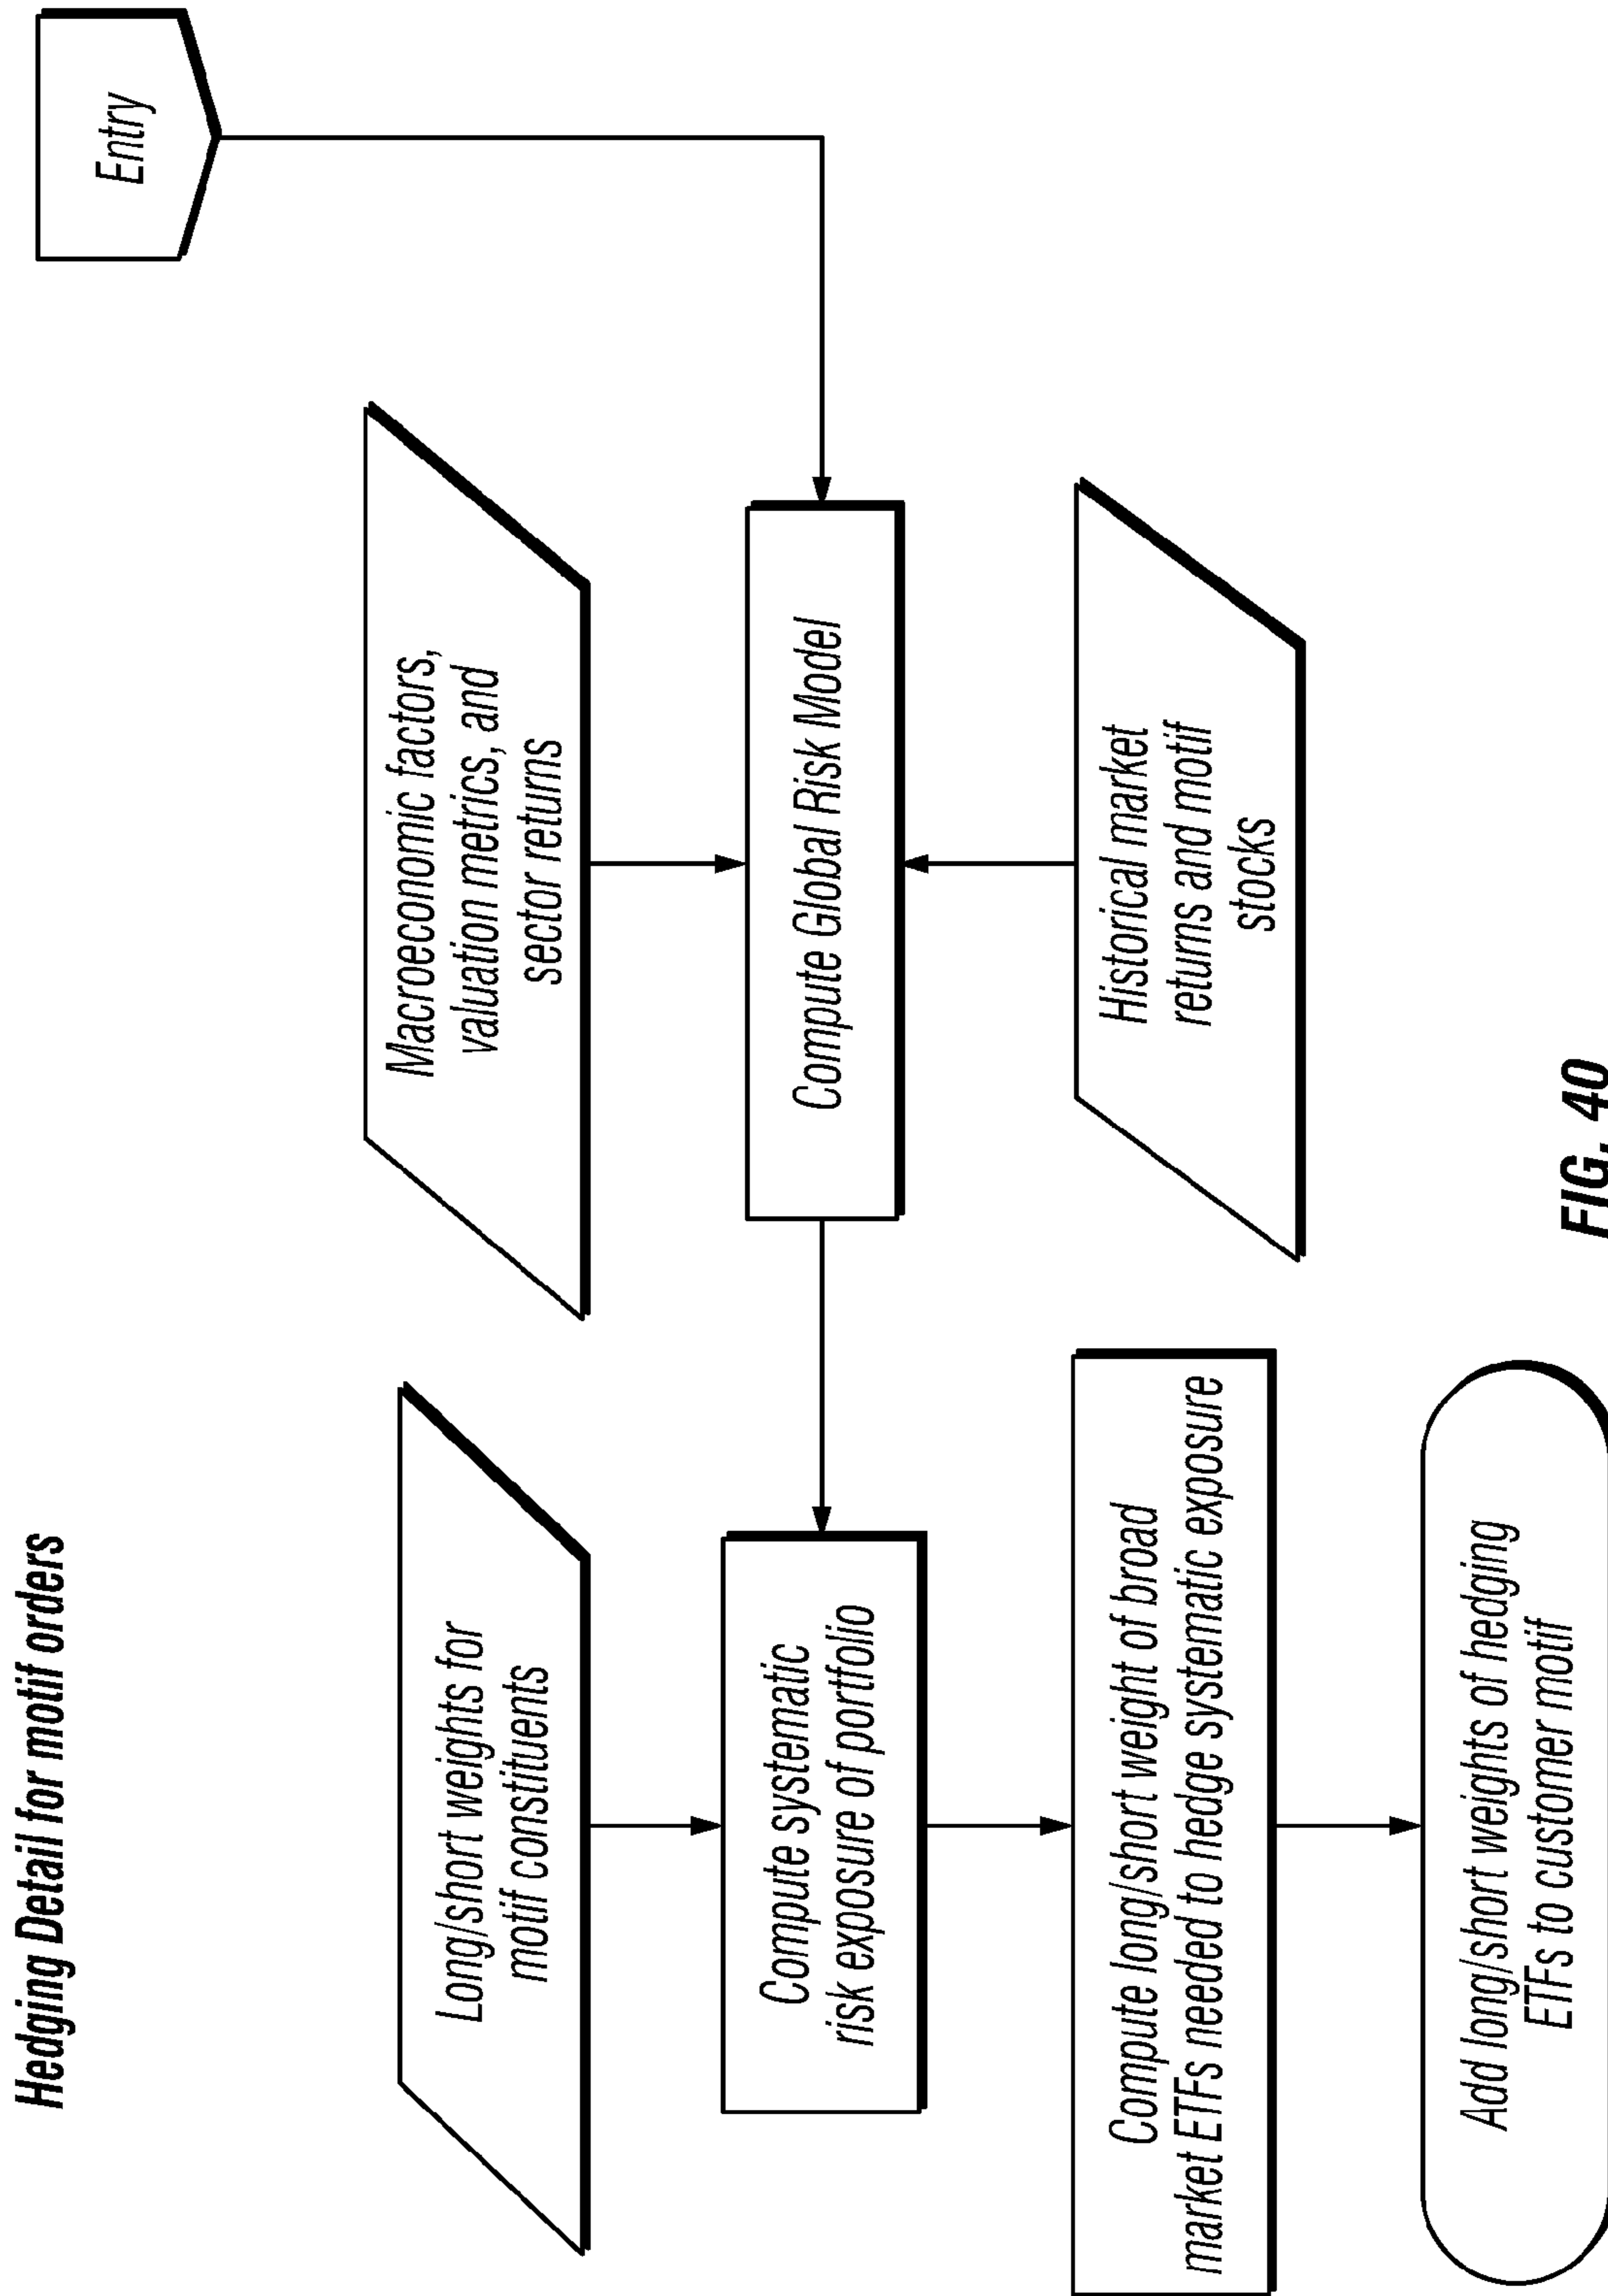 Hedging Detail for motif orders
Entry
Macroeconomic factors,
valuation metrics, and
sector returns
Long/short weights for
motif constituents
Compute Global Risk Model
Compute systematic
risk exposure of portfolio
Historical market
returns and motif
stocks
Compute long/short weight of broad
market ETFs needed to hedge systematic exposure
Add long/short weights of hedging
ETFs to customer motif
FIG. 40